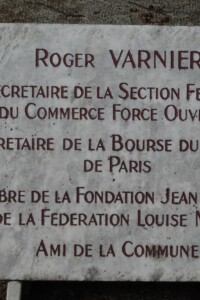 Roger VARNIER
ECRETAIRE DE LA SECTION FE
DU COMMERCE FORCE OUV
RETAIRE DE LA BOURSE DU
DE PARIS
BRE DE LA FONDATION JEAN
DE LA FEDERATION LOUISE M
AMI DE LA COMMUNE